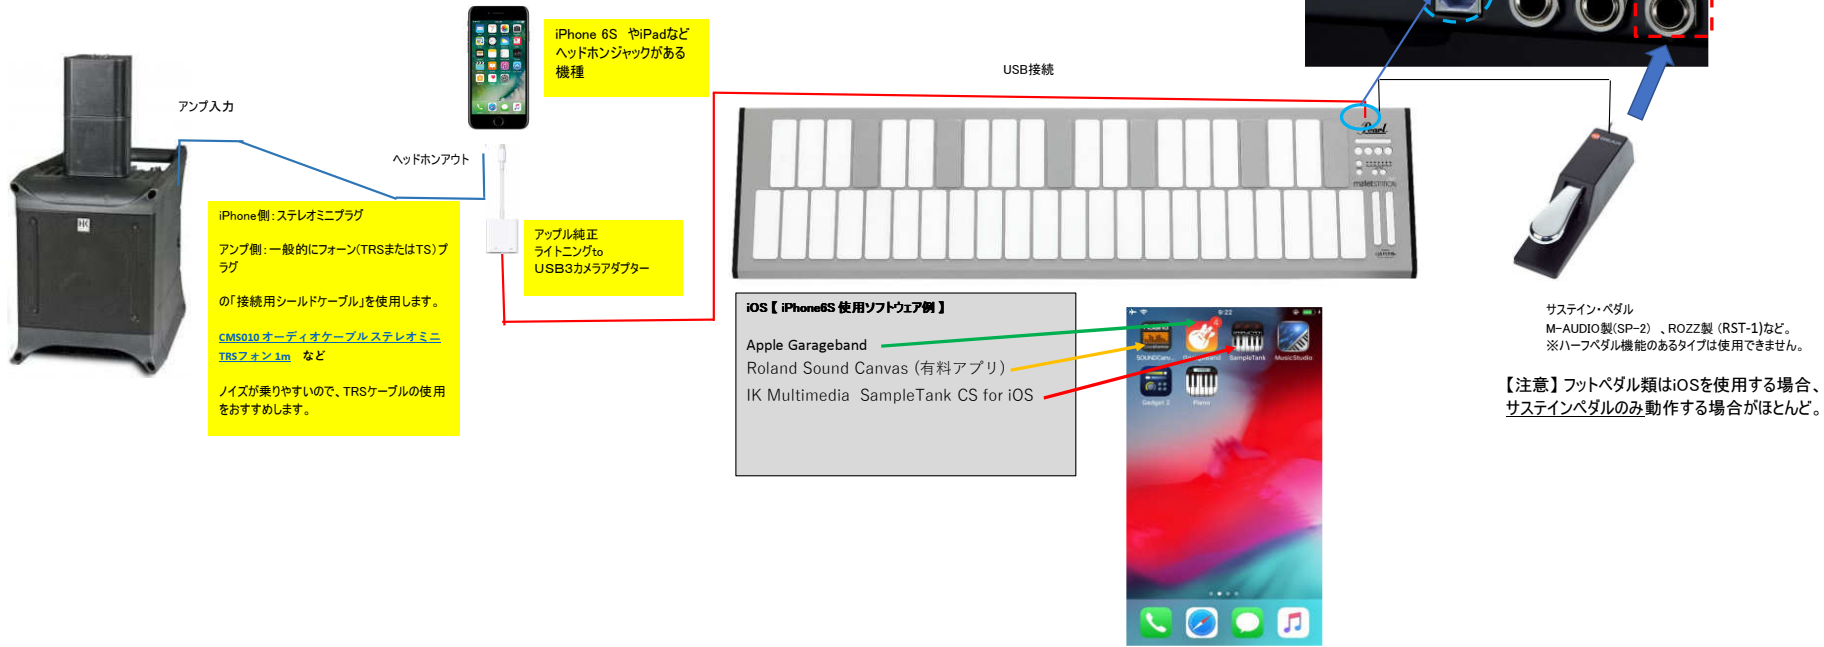 iPhone 6S やiPadなど
ヘッドホンジャックがある
機種
USB接続
アンプ入力
ヘッドホンアウト
iPhone側：ステレオミニプラグ
アンプ側：一般的にフォーン(TRSまたはTS)プ
ラグ
の「接続用シールドケーブル」を使用します。
CMS010 オーディオケーブル ステレオミニ
TRSフォン 1m など
ノイズが乗りやすいので、TRSケーブルの使用
をおすすめします。
アップル純正
ライトニングto
ＵＳＢ3カメラアダプター
Pearl
malletSTATION
HK
iOS【 iPhone6S 使用ソフトウェア例 】
Apple Garageband
Roland Sound Canvas (有料アプリ)
IK Multimedia SampleTank CS for iOS
9:22
SOUNDCanv...
GarageBand
SampleTank
MusicStudio
Gadget 2
Piano
サステイン・ペダル
M-AUDIO製(SP-2) 、ROZZ製 (RST-1)など。
※ハーフペダル機能のあるタイプは使用できません。
【注意】フットペダル類はiOSを使用する場合、
サステインペダルのみ動作する場合がほとんど。